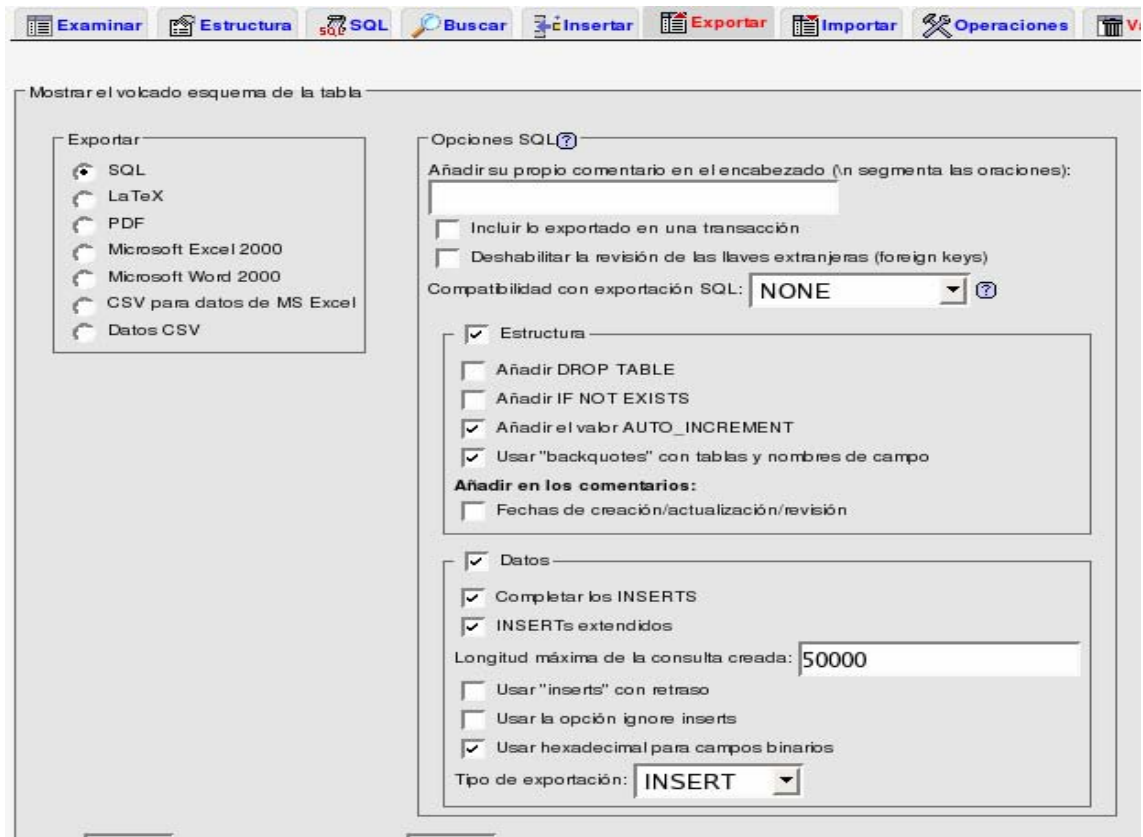 Examinar Estructura SQL Buscar Insertar Exportar Importar Operaciones
Mostrar el volcado esquema de la tabla
Exportar
SQL
LaTeX
PDF
Microsoft Excel 2000
Microsoft Word 2000
CSV para datos de MS Excel
Datos CSV
Opciones SQL
Añadir su propio comentario en el encabezado (\n segmenta las oraciones):
Incluir lo exportado en una transacción
Deshabilitar la revisión de las llaves extranjeras (foreign keys)
Compatibilidad con exportación SQL: NONE
Estructura
Añadir DROP TABLE
Añadir IF NOT EXISTS
Añadir el valor AUTO_INCREMENT
Usar "backquotes" con tablas y nombres de campo
Añadir en los comentarios:
Fechas de creación/actualización/revisión
Datos
Completar los INSERTS
INSERTs extendidos
Longitud máxima de la consulta creada: 50000
Usar "inserts" con retraso
Usar la opción ignore inserts
Usar hexadecimal para campos binarios
Tipo de exportación: INSERT